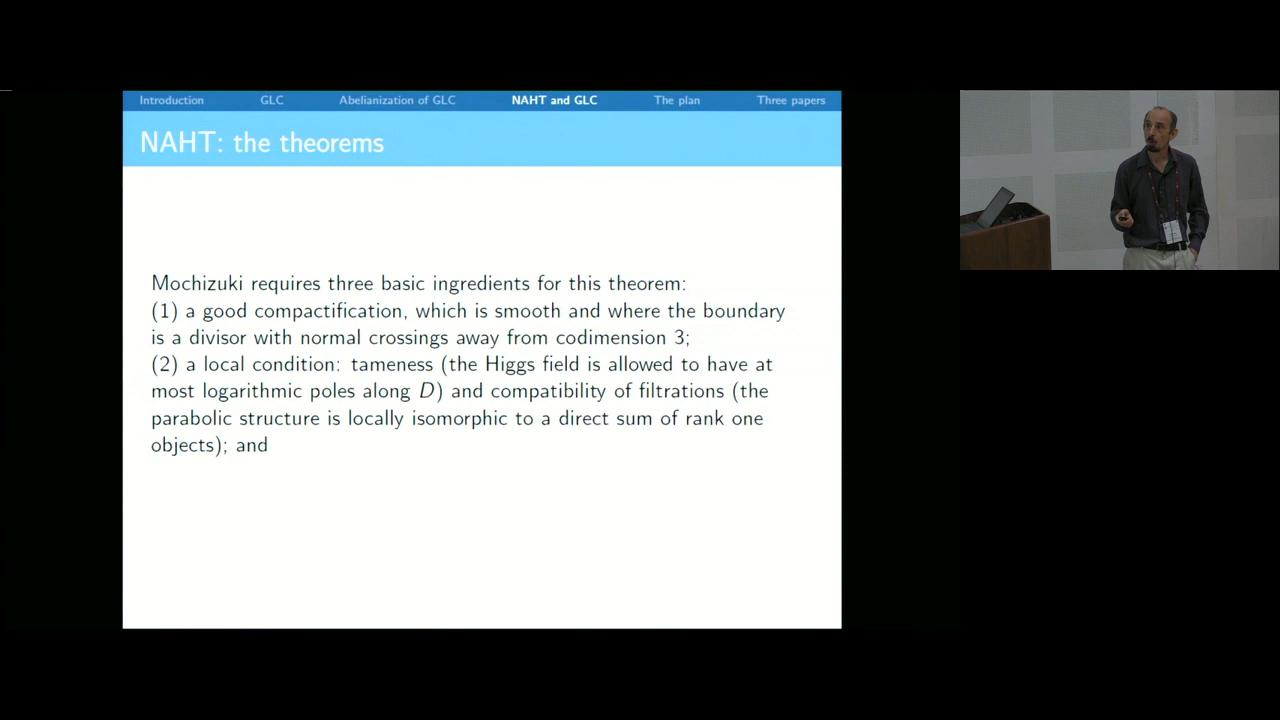 Introduction GLC Abelianization of GLC NAHT and GLC The plan Three papers
NAHT: the theorems
Mochizuki requires three basic ingredients for this theorem:
(1) a good compactification, which is smooth and where the boundary
is a divisor with normal crossings away from codimension 3;
(2) a local condition: tameness (the Higgs field is allowed to have at
most logarithmic poles along D) and compatibility of filtrations (the
parabolic structure is locally isomorphic to a direct sum of rank one
objects); and